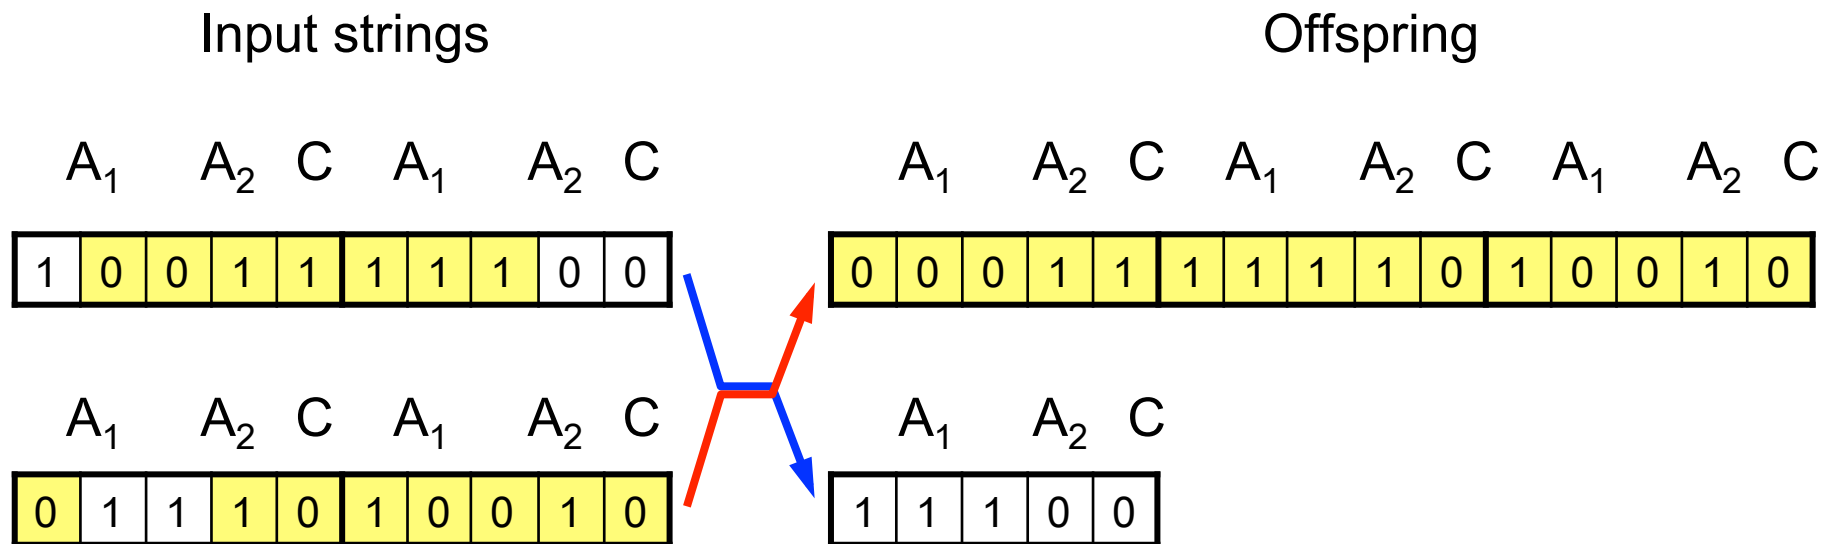 Input strings Offspring
A₁ A₂ C A₁ A₂ C A₁ A₂ C A₁ A₂ C A₁ A₂ C
1 0 0 1 1 1 1 1 0 0 0 0 0 1 1 1 1 1 1 0 1 0 0 1 0
A₁ A₂ C A₁ A₂ C A₁ A₂ C
0 1 1 1 0 1 0 0 1 0 1 1 1 0 0